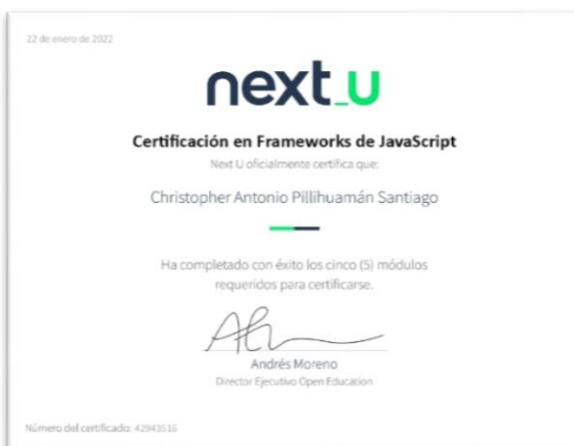 22 de enero de 2022
next_u
Certificación en Frameworks de JavaScript
Next U oficialmente certifica que:
Christopher Antonio Pillihuamán Santiago
Ha completado con éxito los cinco (5) módulos
requeridos para certificarse.
Andrés Moreno
Director Ejecutivo Open Education
Número del certificado: 42943516